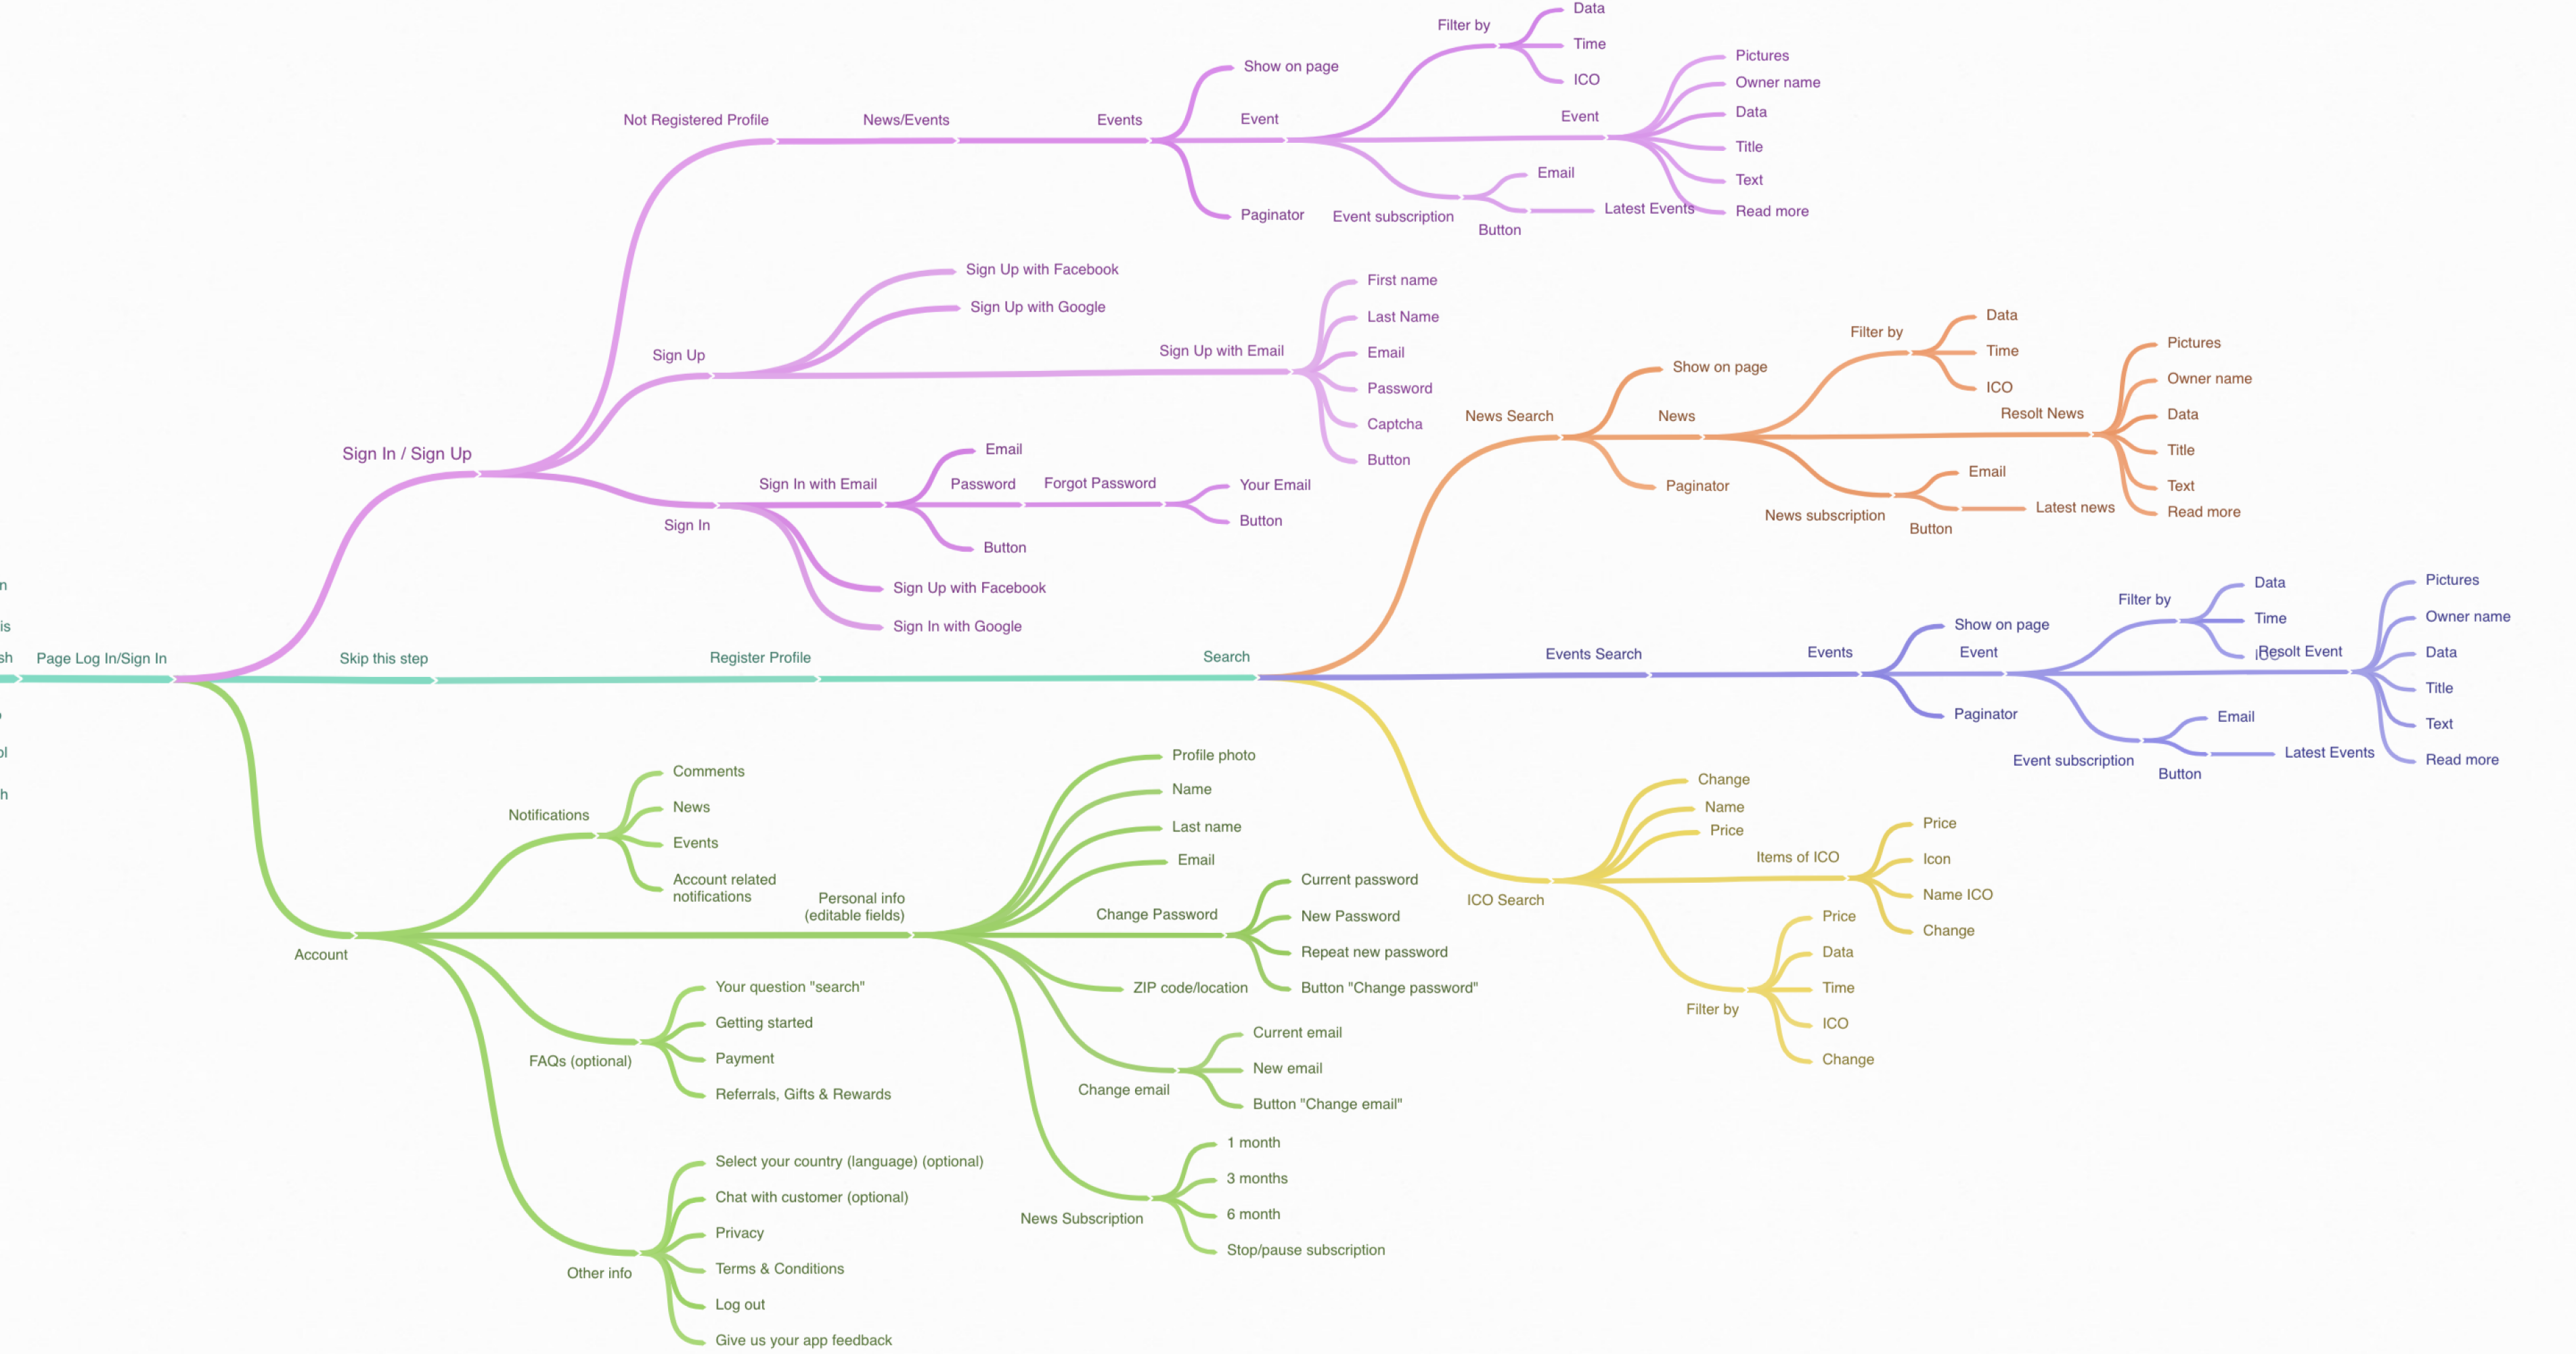 Data
Filter by
Time
ICO
Show on page
Pictures
Owner name
Data
Title
Text
Read more
Not Registered Profile
News/Events
Events
Event
Event
Email
Paginator
Event subscription
Button
Latest Events
Sign Up with Facebook
Sign Up with Google
Sign Up
Sign Up with Email
First name
Last Name
Email
Password
Captcha
Button
Sign In / Sign Up
Sign In
Sign In with Email
Email
Password
Forgot Password
Your Email
Button
Button
Sign Up with Facebook
Sign In with Google
Page Log In/Sign In
Skip this step
Register Profile
Search
News Search
Show on page
News
Paginator
Filter by
Data
Time
ICO
Resolt News
Pictures
Owner name
Data
Title
Text
Read more
News subscription
Email
Button
Latest news
Events Search
Events
Show on page
Event
Paginator
Filter by
Data
Time
ICO
Resolt Event
Pictures
Owner name
Data
Title
Text
Read more
Event subscription
Email
Button
Latest Events
ICO Search
Change
Name
Price
Items of ICO
Price
Icon
Name ICO
Change
Filter by
Price
Data
Time
ICO
Change
Account
Notifications
Comments
News
Events
Account related
notifications
Personal info
(editable fields)
Profile photo
Name
Last name
Email
Change Password
Current password
New Password
Repeat new password
Button "Change password"
ZIP code/location
Change email
Current email
New email
Button "Change email"
News Subscription
1 month
3 months
6 month
Stop/pause subscription
FAQs (optional)
Your question "search"
Getting started
Payment
Referrals, Gifts & Rewards
Other info
Select your country (language) (optional)
Chat with customer (optional)
Privacy
Terms & Conditions
Log out
Give us your app feedback